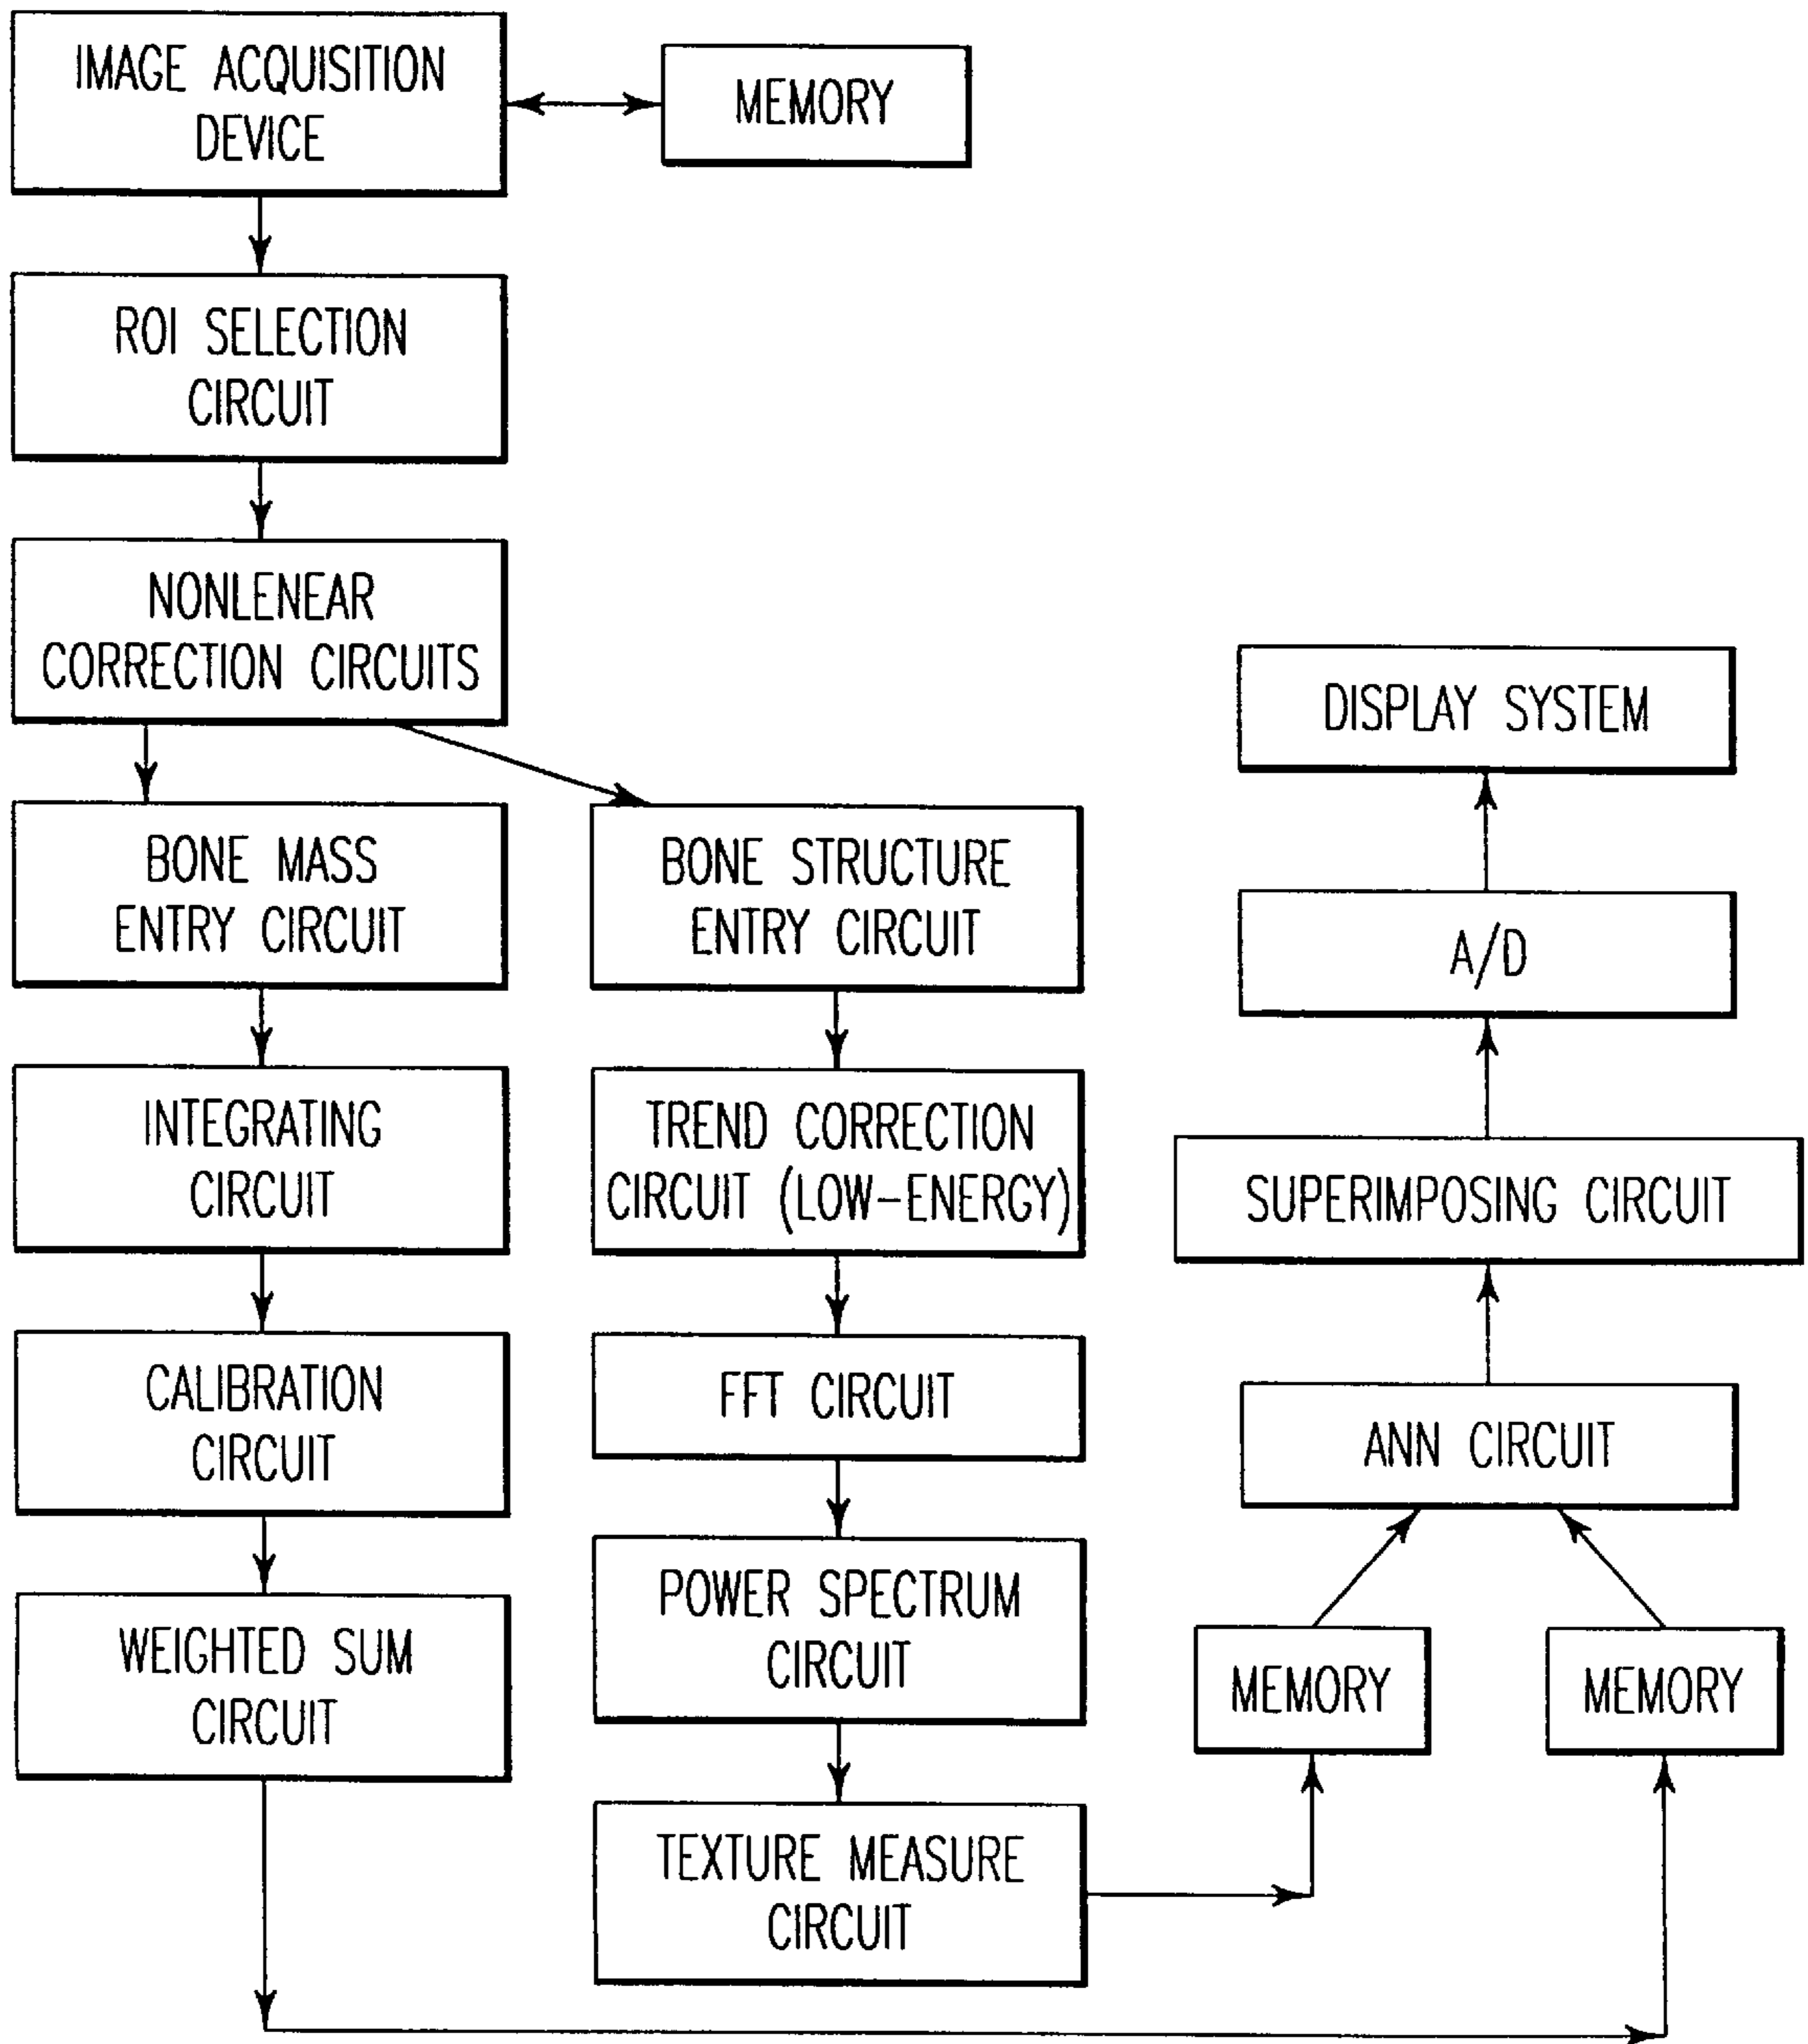 IMAGE ACQUISITION
DEVICE
MEMORY
ROI SELECTION
CIRCUIT
NONLENEAR
CORRECTION CIRCUITS
BONE MASS
ENTRY CIRCUIT
INTEGRATING
CIRCUIT
CALIBRATION
CIRCUIT
WEIGHTED SUM
CIRCUIT
BONE STRUCTURE
ENTRY CIRCUIT
TREND CORRECTION
CIRCUIT (LOW-ENERGY)
FFT CIRCUIT
POWER SPECTRUM
CIRCUIT
TEXTURE MEASURE
CIRCUIT
DISPLAY SYSTEM
A/D
SUPERIMPOSING CIRCUIT
ANN CIRCUIT
MEMORY
MEMORY